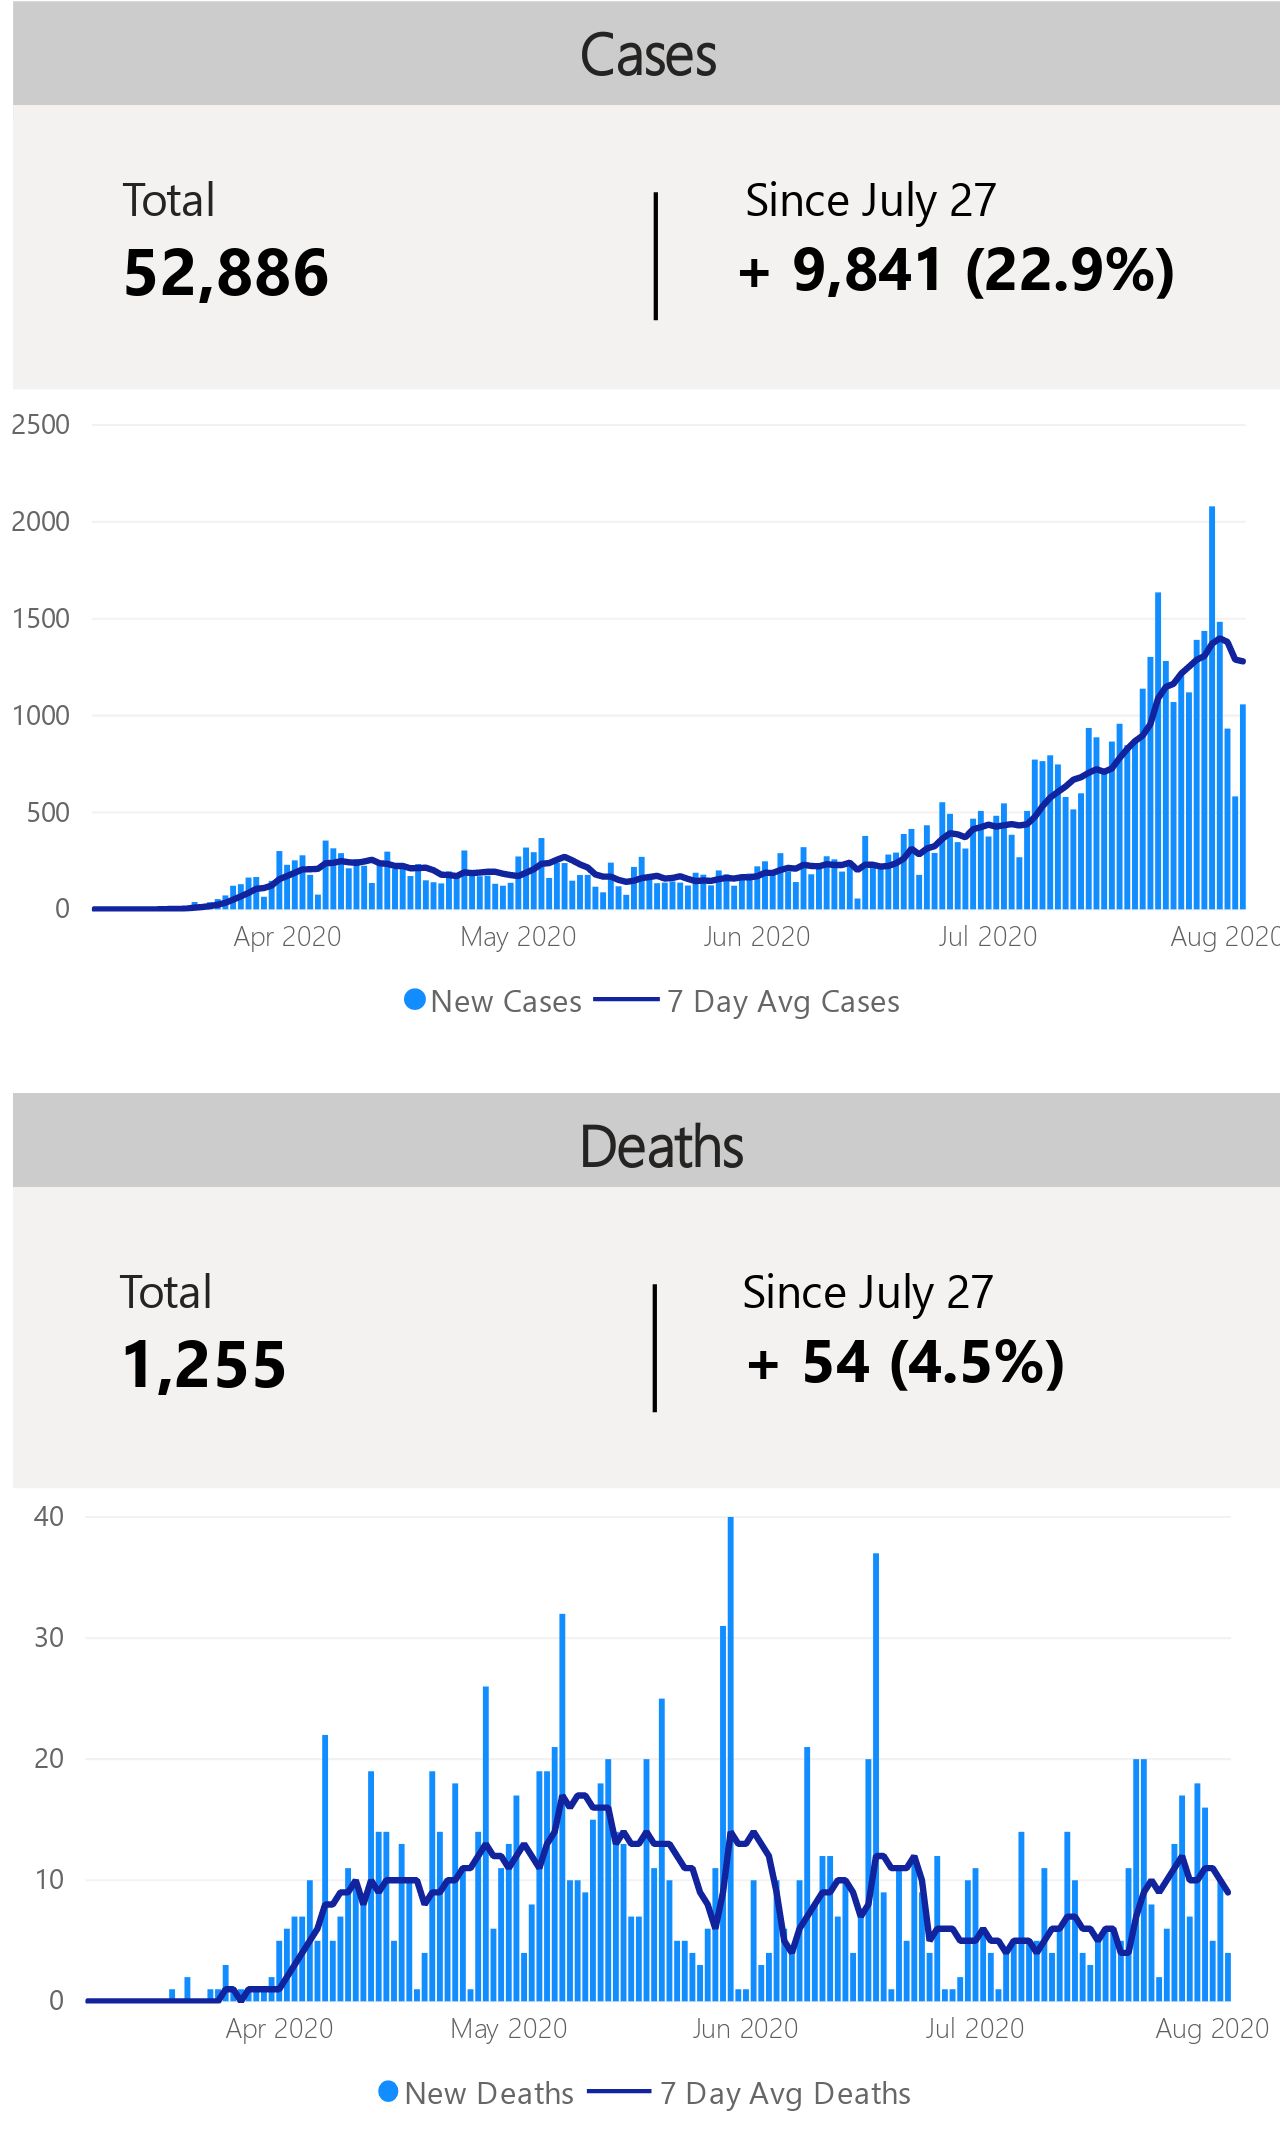 Cases
Total
Since July 27
52,886
+ 9,841 (22.9%)
2500
2000
1500
1000
500
0
Apr 2020 May 2020 Jun 2020 Jul 2020 Aug 2020
New Cases 7 Day Avg Cases
Deaths
Total
Since July 27
1,255
+ 54 (4.5%)
40
30
20
10
0
Apr 2020 May 2020 Jun 2020 Jul 2020 Aug 2020
New Deaths 7 Day Avg Deaths